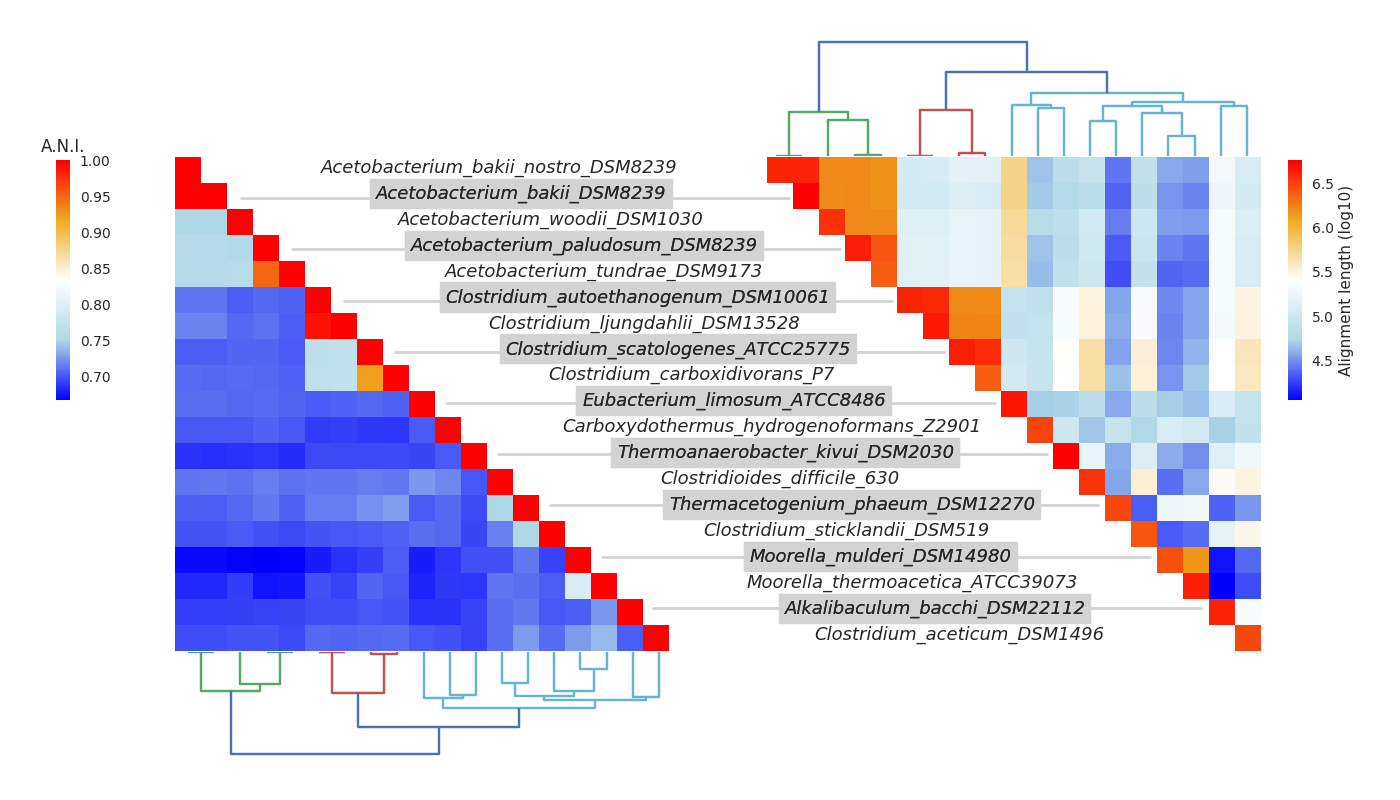 A.N.I.
1.00
0.95
0.90
0.85
0.80
0.75
0.70
Acetobacterium_bakii_nostro_DSM8239
Acetobacterium_bakii_DSM8239
Acetobacterium_woodii_DSM1030
Acetobacterium_paludosum_DSM8239
Acetobacterium_tundrae_DSM9173
Clostridium_autoethanogenum_DSM10061
Clostridium_ljungdahlii_DSM13528
Clostridium_scatologenes_ATCC25775
Clostridium_carboxidivorans_P7
Eubacterium_limosum_ATCC8486
Carboxydothermus_hydrogenoformans_Z2901
Thermoanaerobacter_kivui_DSM2030
Clostridioides_difficile_630
Thermacetogenium_phaeum_DSM12270
Clostridium_sticklandii_DSM519
Moorella_mulderi_DSM14980
Moorella_thermoacetica_ATCC39073
Alkalibaculum_bacchi_DSM22112
Clostridium_aceticum_DSM1496
6.5
6.0
5.5
5.0
4.5
Alignment length (log10)